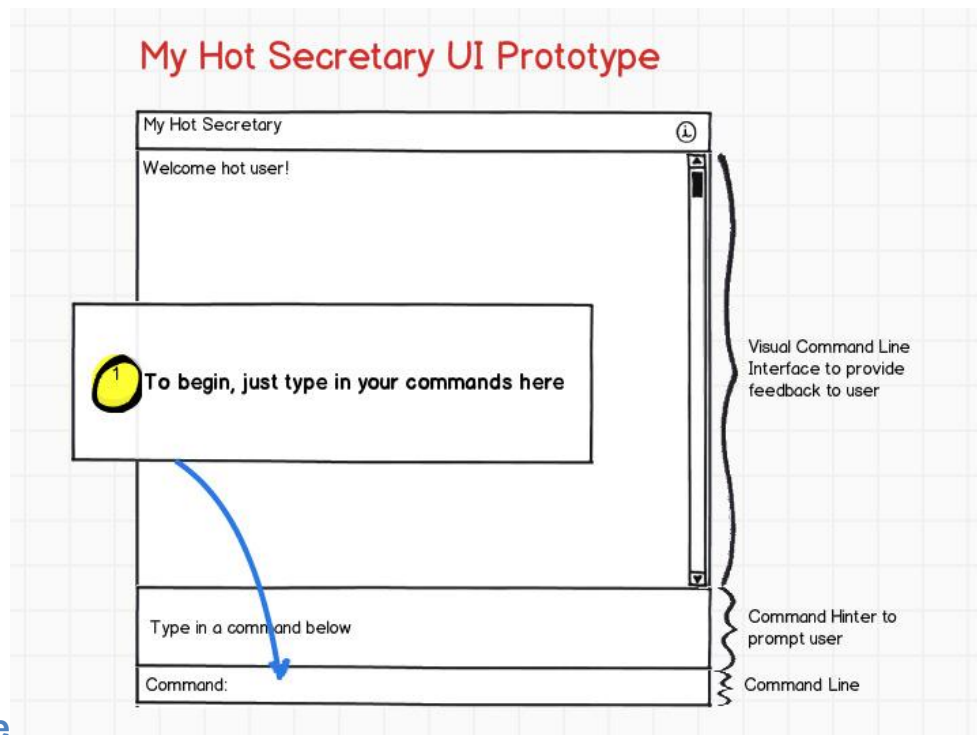 My Hot Secretary UI Prototype
My Hot Secretary
i
Welcome hot user!
1
To begin, just type in your commands here
Visual Command Line
Interface to provide
feedback to user
Type in a command below
Command Hinter to
prompt user
Command:
Command Line
e